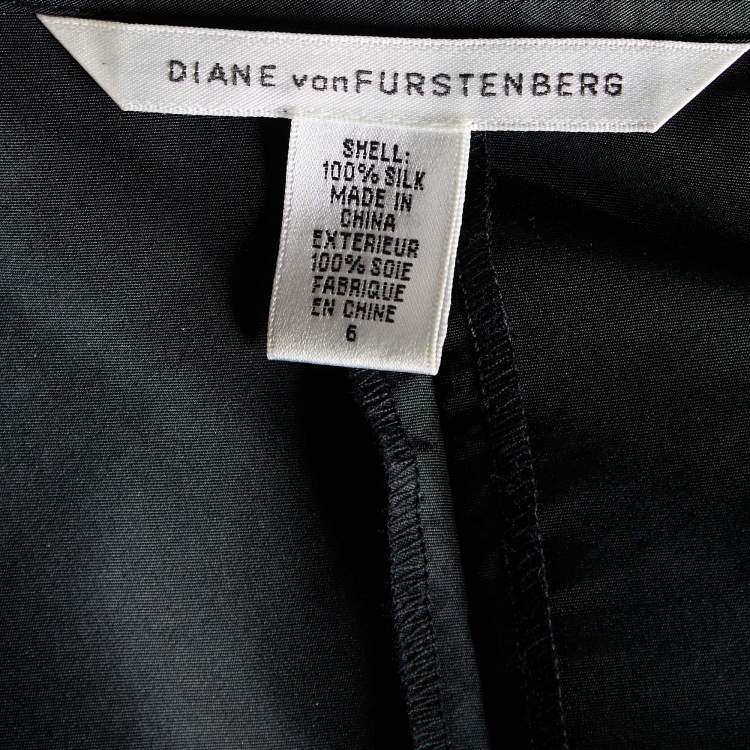 DIANE vonFURSTENBERG
SHELL:
100% SILK
MADE IN
CHINA
EXTERIEUR
100% SOIE
FABRIQUE
EN CHINE
6